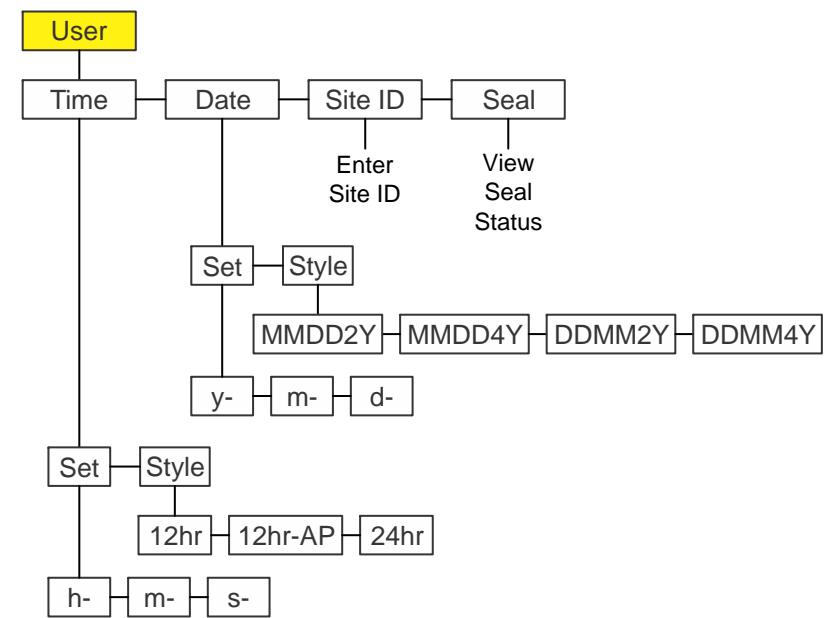 User
Time Date Site ID Seal
Enter View
Site ID Seal
Status
Set Style
MMDD2Y MMDD4Y DDMM2Y DDMM4Y
y- m- d-
Set Style
12hr 12hr-AP 24hr
h- m- s-